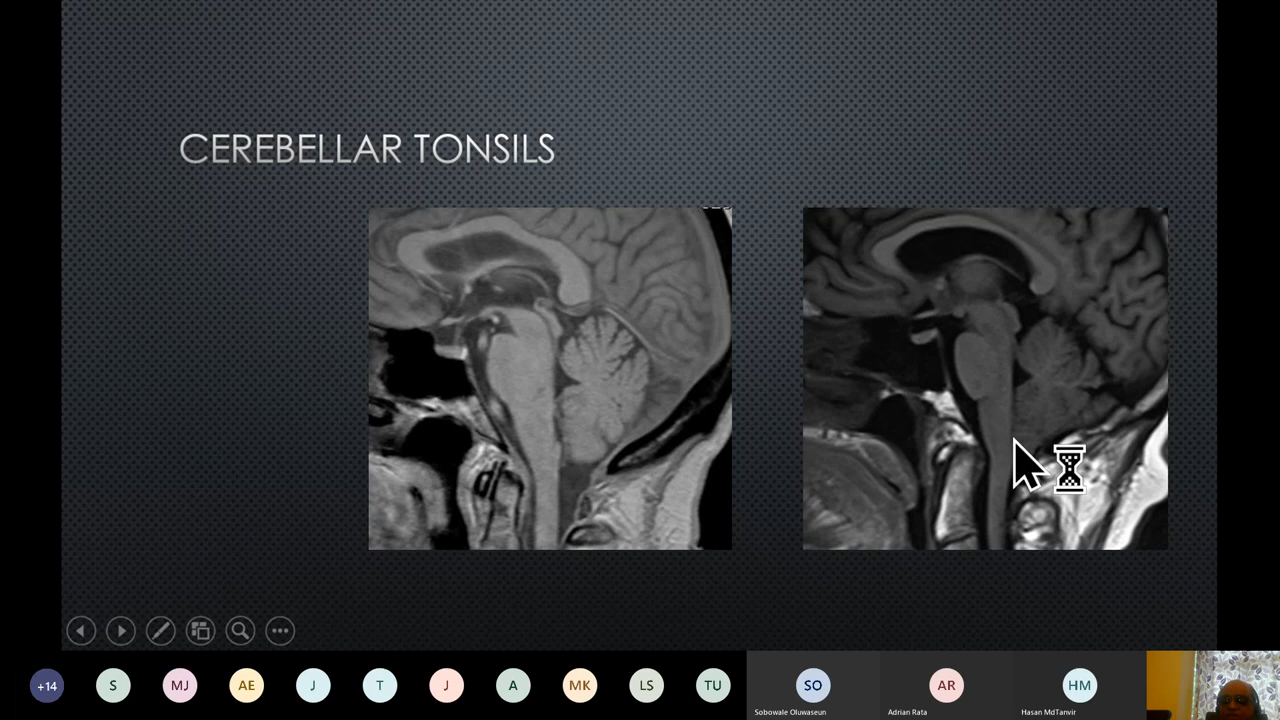 CEREBELLAR TONSILS
+14
S
MJ
AE
J
T
J
A
MK
LS
TU
SO
AR
HM
Sobowale Oluwaseun
Adrian Rata
Hasan MdTanvir